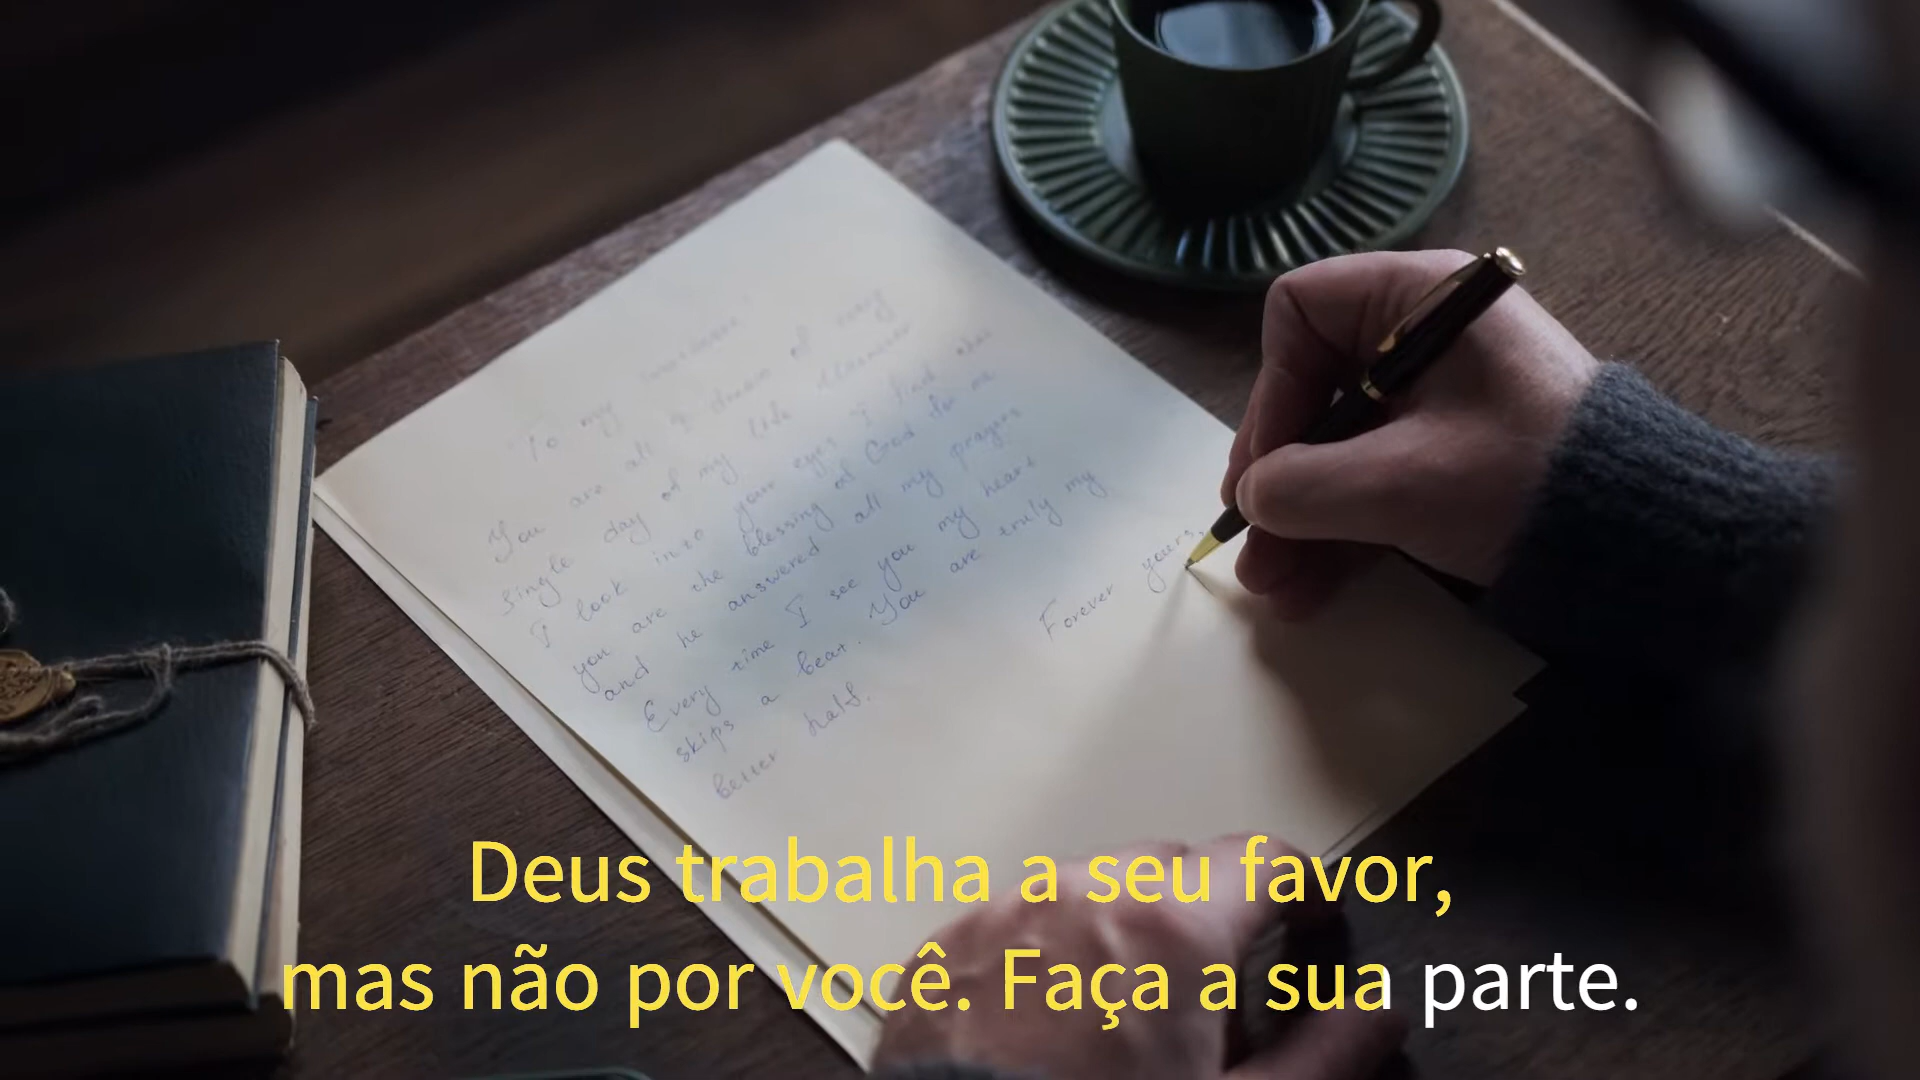 To my
You are all I dream of every
single day of my life
I look into your eyes I find that
you are the blessing of God for me
and he answered all my prayers
Every time I see you my heart
skips a beat. You are truly my
better half.
Forever yours,
Deus trabalha a seu favor,
mas não por você. Faça a sua parte.